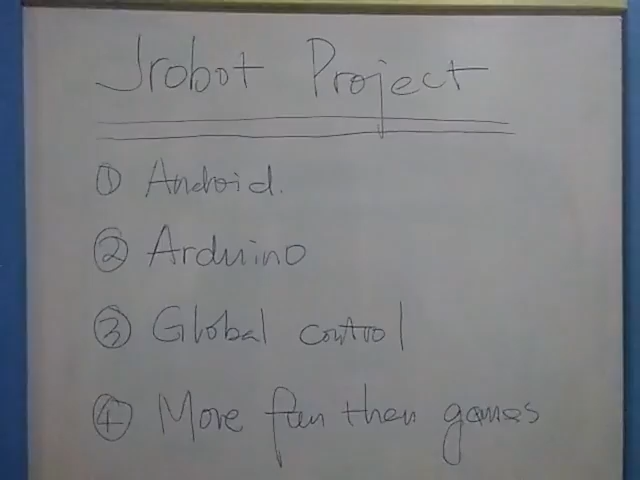 Jrobot Project
① Android.
② Arduino
③ Global control
④ More fun then games